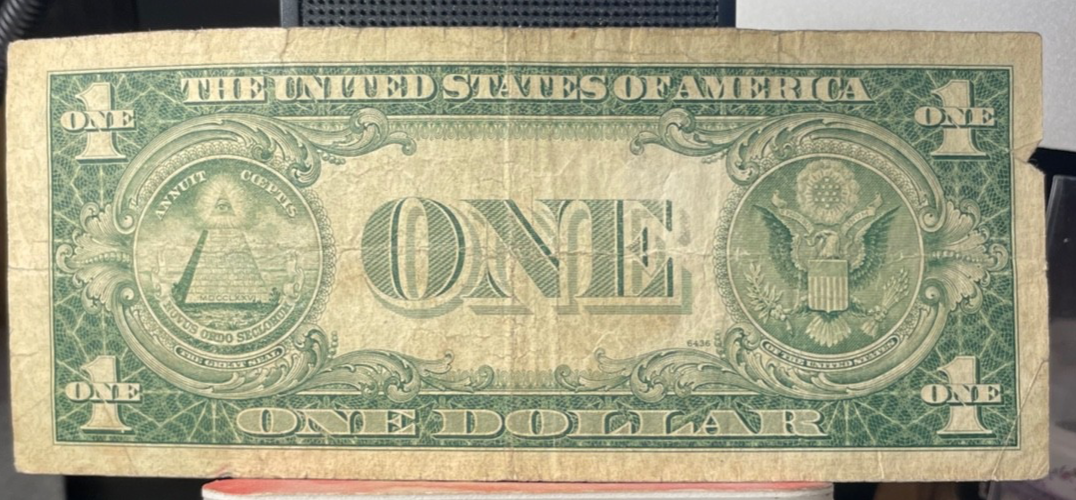 THE UNITED STATES OF AMERICA
1 ONE
1 ONE
ANNUIT CŒPTIS
ONE
MDCCLXXVI
NOVUS ORDO SECLORUM
THE GREAT SEAL
6436
OF THE UNITED STATES
1 ONE
1 ONE
ONE DOLLAR